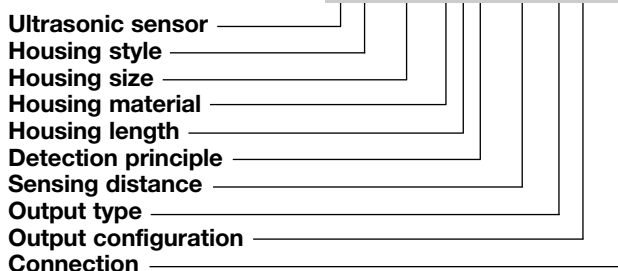 Ultrasonic sensor
Housing style
Housing size
Housing material
Housing length
Detection principle
Sensing distance
Output type
Output configuration
Connection